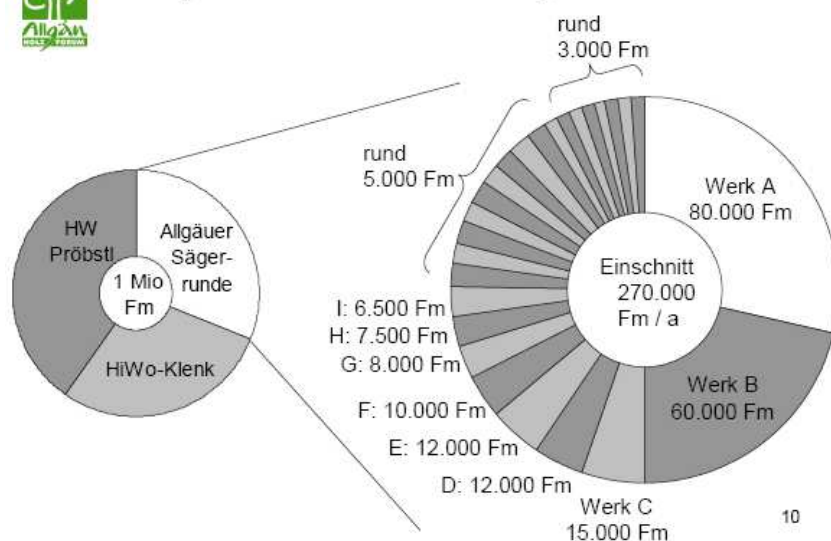 Allgäu
HOLZ FORUM
rund
3.000 Fm
rund
5.000 Fm
HW
Pröbstl
Allgäuer
Säger-
runde
1 Mio
Fm
HiWo-Klenk
Werk A
80.000 Fm
Einschnitt
270.000
Fm / a
I: 6.500 Fm
H: 7.500 Fm
G: 8.000 Fm
F: 10.000 Fm
E: 12.000 Fm
D: 12.000 Fm
Werk B
60.000 Fm
Werk C
15.000 Fm
10